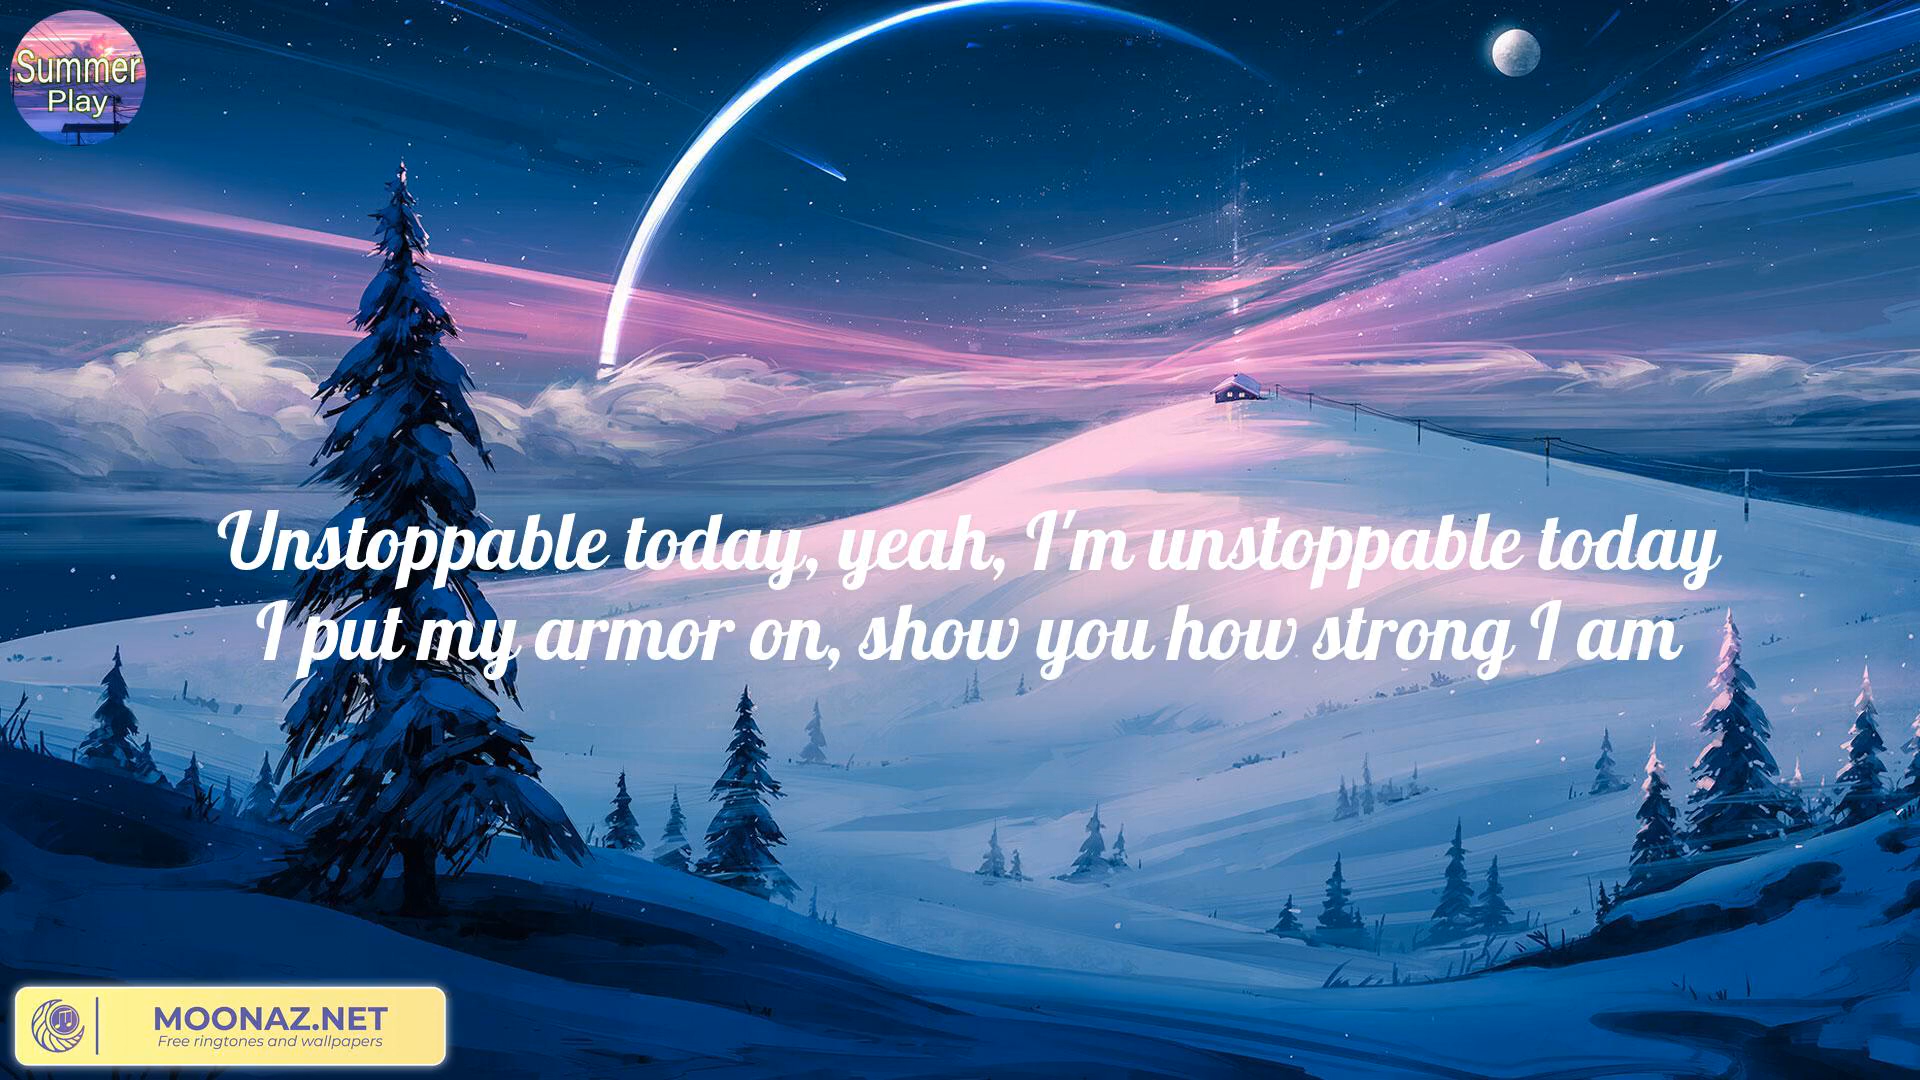 Summer
Play
Unstoppable today, yeah, I'm unstoppable today
I put my armor on, show you how strong I am
MOONAZ.NET
Free ringtones and wallpapers